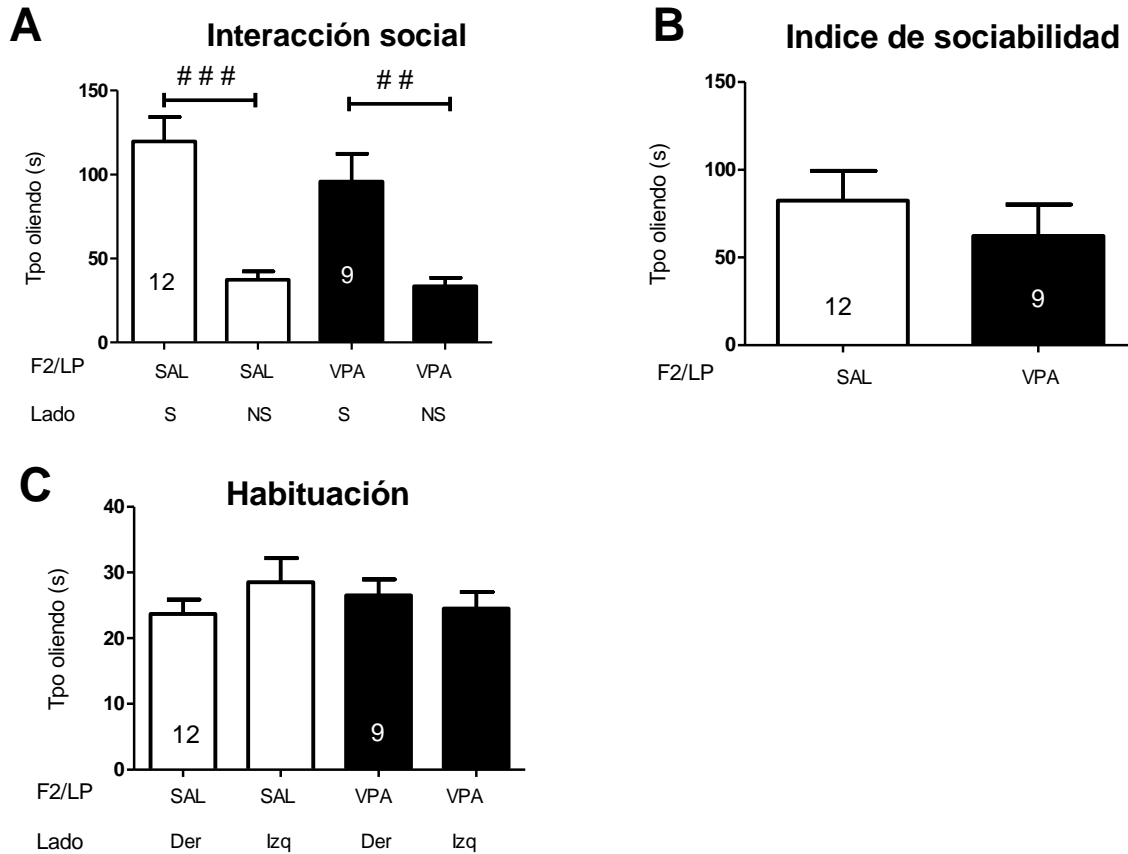 A
Interacción social
# # #
# #
Tpo oliendo (s)
150
100
50
0
12
9
F2/LP SAL SAL VPA VPA
Lado S NS S NS
B
Indice de sociabilidad
Tpo oliendo (s)
150
100
50
0
12
9
F2/LP SAL VPA
C
Habituación
Tpo oliendo (s)
40
30
20
10
0
12
9
F2/LP SAL SAL VPA VPA
Lado Der Izq Der Izq